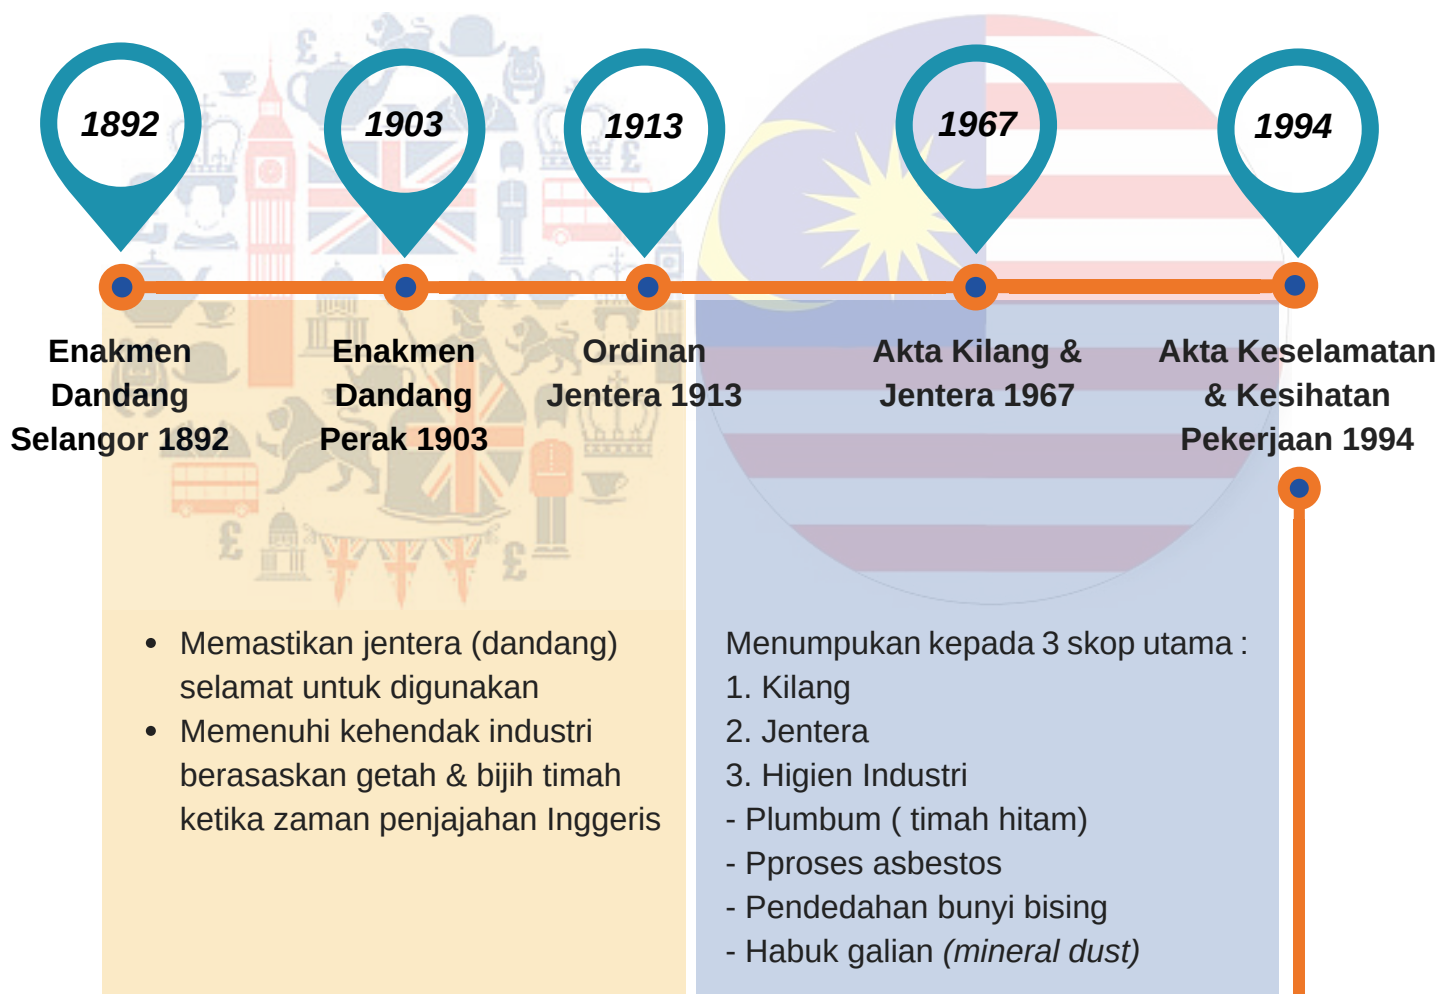 1892
1903
1913
1967
1994
Enakmen
Dandang
Selangor 1892
Enakmen
Dandang
Perak 1903
Ordinan
Jentera 1913
Akta Kilang &
Jentera 1967
Akta Keselamatan
& Kesihatan
Pekerjaan 1994
• Memastikan jentera (dandang)
selamat untuk digunakan
• Memenuhi kehendak industri
berasaskan getah & bijih timah
ketika zaman penjajahan Inggeris
Menumpukan kepada 3 skop utama :
1. Kilang
2. Jentera
3. Higien Industri
- Plumbum ( timah hitam)
- Pproses asbestos
- Pendedahan bunyi bising
- Habuk galian (mineral dust)